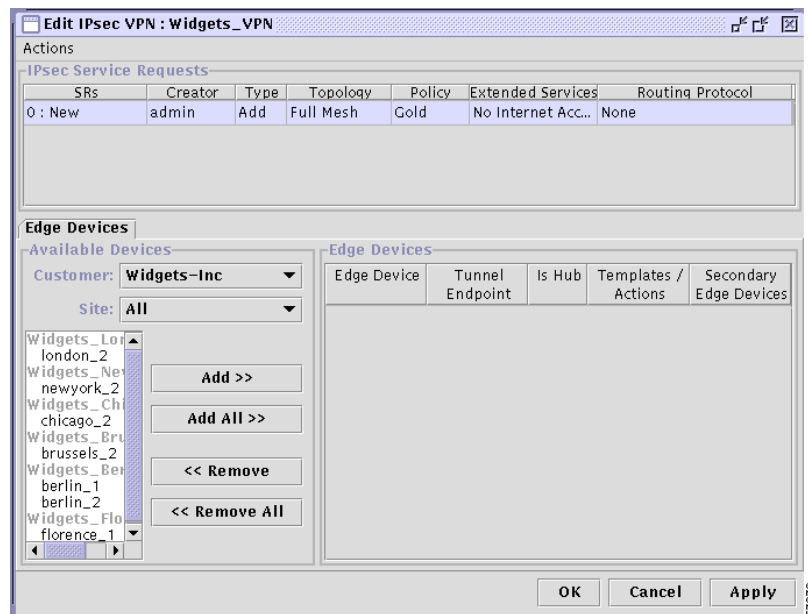 Edit IPsec VPN : Widgets_VPN
Actions
IPsec Service Requests
SRs Creator Type Topology Policy Extended Services Routing Protocol
0 : New admin Add Full Mesh Gold No Internet Acc... None
Edge Devices
Available Devices
Customer: Widgets-Inc
Site: All
Widgets_Lor
london_2
Widgets_Nev
newyork_2
Widgets_Chi
chicago_2
Widgets_Bru
brussels_2
Widgets_Ber
berlin_1
berlin_2
Widgets_Flo
florence_1
Add >>
Add All >>
<< Remove
<< Remove All
Edge Devices
Edge Device Tunnel Endpoint Is Hub Templates / Actions Secondary Edge Devices
OK Cancel Apply